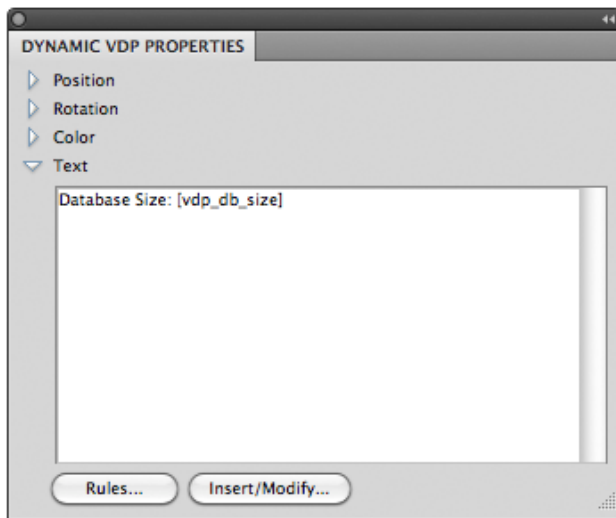 DYNAMIC VDP PROPERTIES
Position
Rotation
Color
Text
Database Size: [vdp_db_size]
Rules... Insert/Modify...